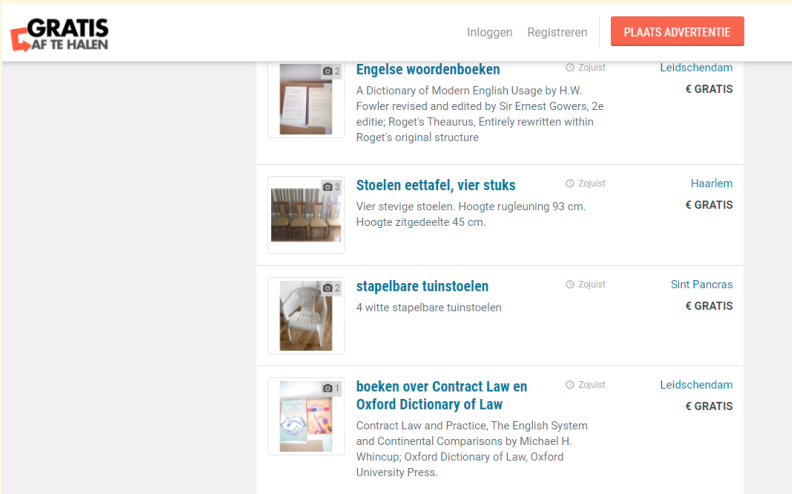 GRATIS
AF TE HALEN
Inloggen Registreren PLAATS ADVERTENTIE
2
Engelse woordenboeken
Zojuist
Leidschendam
€ GRATIS
A Dictionary of Modern English Usage by H.W.
Fowler revised and edited by Sir Ernest Gowers, 2e
editie; Roget's Theaurus, Entirely rewritten within
Roget's original structure
3
Stoelen eettafel, vier stuks
Zojuist
Haarlem
€ GRATIS
Vier stevige stoelen. Hoogte rugleuning 93 cm.
Hoogte zitgedeelte 45 cm.
2
stapelbare tuinstoelen
Zojuist
Sint Pancras
€ GRATIS
4 witte stapelbare tuinstoelen
1
boeken over Contract Law en
Oxford Dictionary of Law
Zojuist
Leidschendam
€ GRATIS
Contract Law and Practice, The English System
and Continental Comparisons by Michael H.
Whincup; Oxford Dictionary of Law, Oxford
University Press.